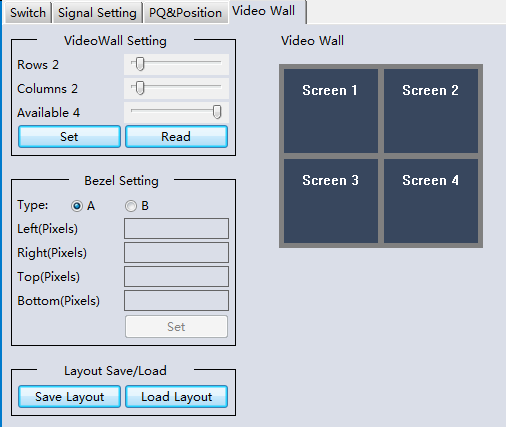 Switch Signal Setting PQ&Position Video Wall
VideoWall Setting
Rows 2
Columns 2
Available 4
Set Read
Bezel Setting
Type: A B
Left(Pixels)
Right(Pixels)
Top(Pixels)
Bottom(Pixels)
Set
Layout Save/Load
Save Layout Load Layout
Video Wall
Screen 1 Screen 2
Screen 3 Screen 4